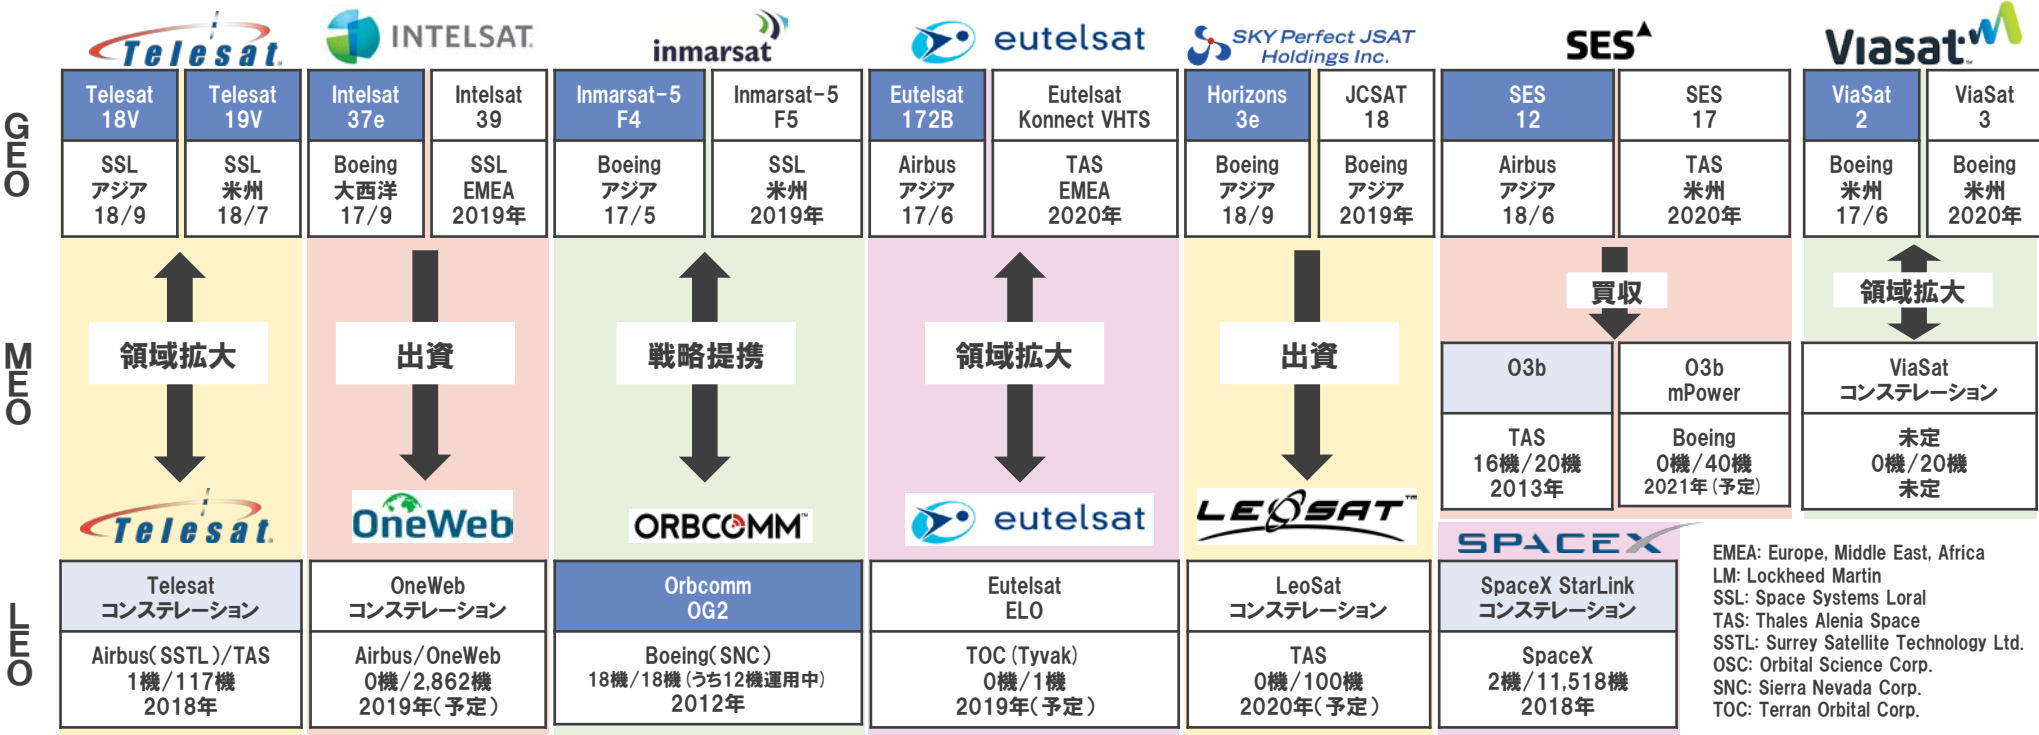 Telesat
INTELSAT
inmarsat
eutelsat
SKY Perfect JSAT
Holdings Inc.
SES
Viasat
GEO
Telesat
18V
SSL
アジア
18/9
Telesat
19V
SSL
米州
18/7
Intelsat
37e
Boeing
大西洋
17/9
Intelsat
39
SSL
EMEA
2019年
Inmarsat-5
F4
Boeing
アジア
17/5
Inmarsat-5
F5
SSL
米州
2019年
Eutelsat
172B
Airbus
アジア
17/6
Eutelsat
Konnect VHTS
TAS
EMEA
2020年
Horizons
3e
Boeing
アジア
18/9
JCSAT
18
Boeing
アジア
2019年
SES
12
Airbus
アジア
18/6
SES
17
TAS
米州
2020年
ViaSat
2
Boeing
米州
17/6
ViaSat
3
Boeing
米州
2020年
MEO
領域拡大
出資
戦略提携
領域拡大
出資
買収
領域拡大
O3b
TAS
16機/20機
2013年
O3b
mPower
Boeing
0機/40機
2021年(予定)
ViaSat
コンステレーション
未定
0機/20機
未定
LEO
Telesat
Telesat
コンステレーション
Airbus(SSTL)/TAS
1機/117機
2018年
OneWeb
OneWeb
コンステレーション
Airbus/OneWeb
0機/2,862機
2019年(予定)
ORBCOMM™
Orbcomm
OG2
Boeing(SNC)
18機/18機(うち12機運用中)
2012年
eutelsat
Eutelsat
ELO
TOC(Tyvak)
0機/1機
2019年(予定)
LEOSAT™
LeoSat
コンステレーション
TAS
0機/100機
2020年(予定)
SPACEX
SpaceX StarLink
コンステレーション
SpaceX
2機/11,518機
2018年
EMEA: Europe, Middle East, Africa
LM: Lockheed Martin
SSL: Space Systems Loral
TAS: Thales Alenia Space
SSTL: Surrey Satellite Technology Ltd.
OSC: Orbital Science Corp.
SNC: Sierra Nevada Corp.
TOC: Terran Orbital Corp.